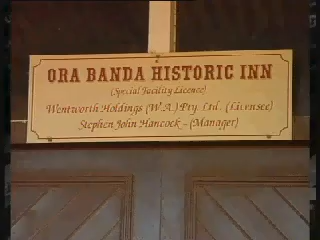 ORA BANDA HISTORIC INN
(Special Facility Licence)
Wentworth Holdings (W.A.) Pty. Ltd. (Licensee)
Stephen John Hancock - (Manager)